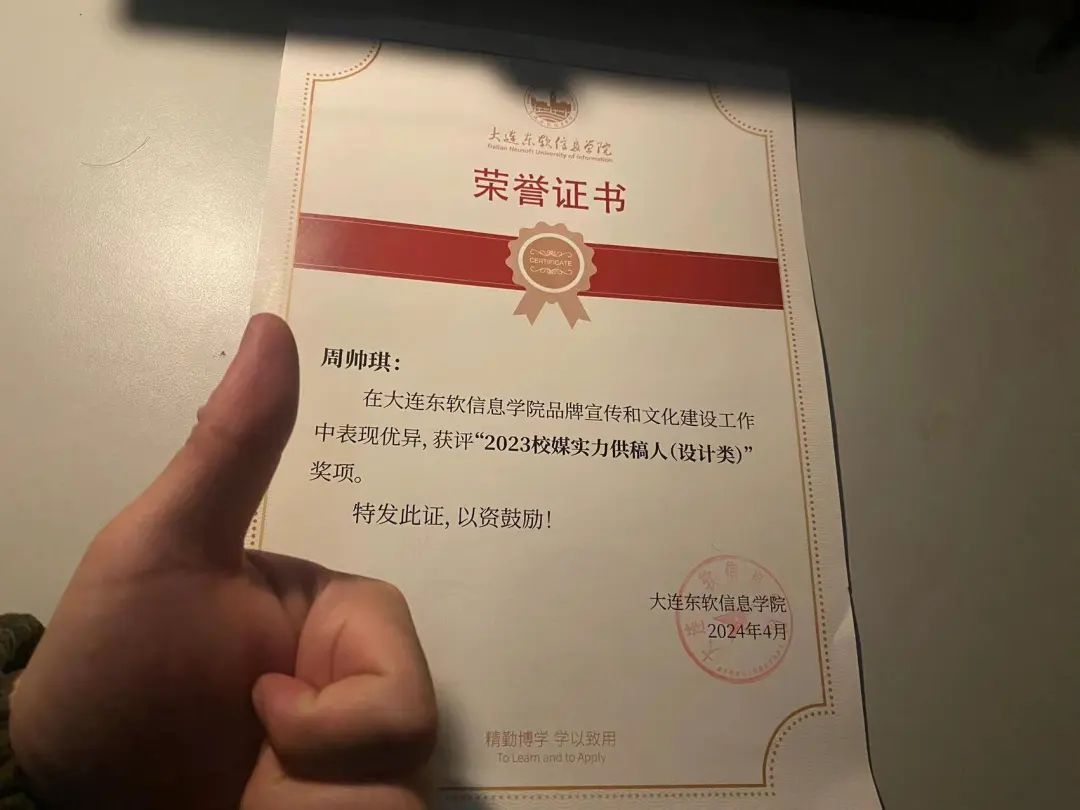 大连东软信息学院
Dalian Neusoft University of Information
荣誉证书
CERTIFICATE
周帅琪：
在大连东软信息学院品牌宣传和文化建设工作
中表现优异, 获评“2023校媒实力供稿人(设计类)”
奖项。
特发此证, 以资鼓励！
大连东软信息学院
2024年4月
精勤博学 学以致用
To Learn and to Apply